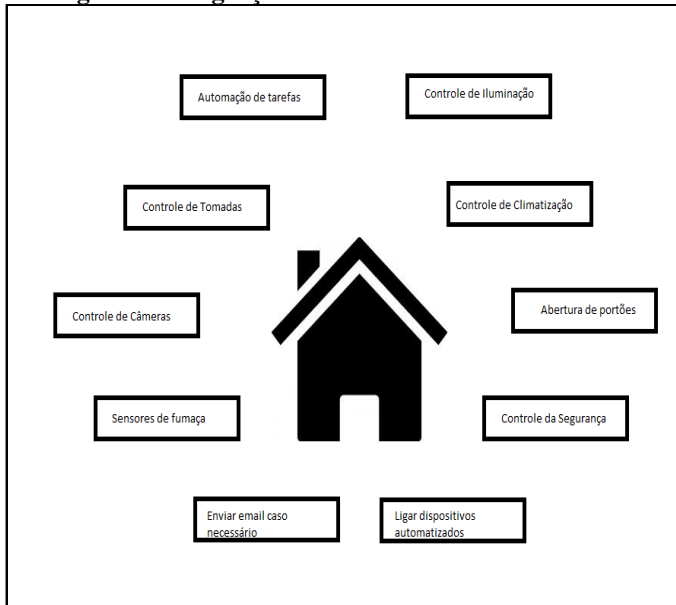 Automação de tarefas
Controle de Iluminação
Controle de Tomadas
Controle de Climatização
Controle de Câmeras
Abertura de portões
Sensores de fumaça
Controle da Segurança
Enviar email caso
necessário
Ligar dispositivos
automatizados